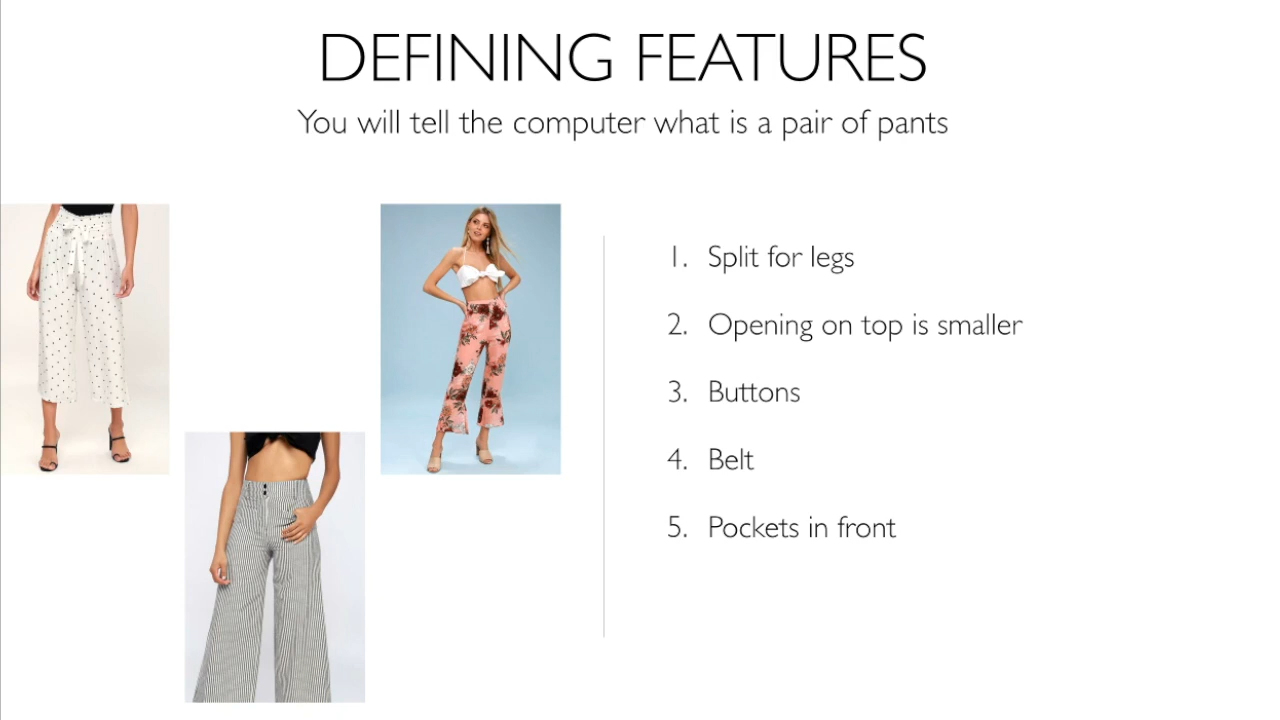 DEFINING FEATURES
You will tell the computer what is a pair of pants
1. Split for legs
2. Opening on top is smaller
3. Buttons
4. Belt
5. Pockets in front